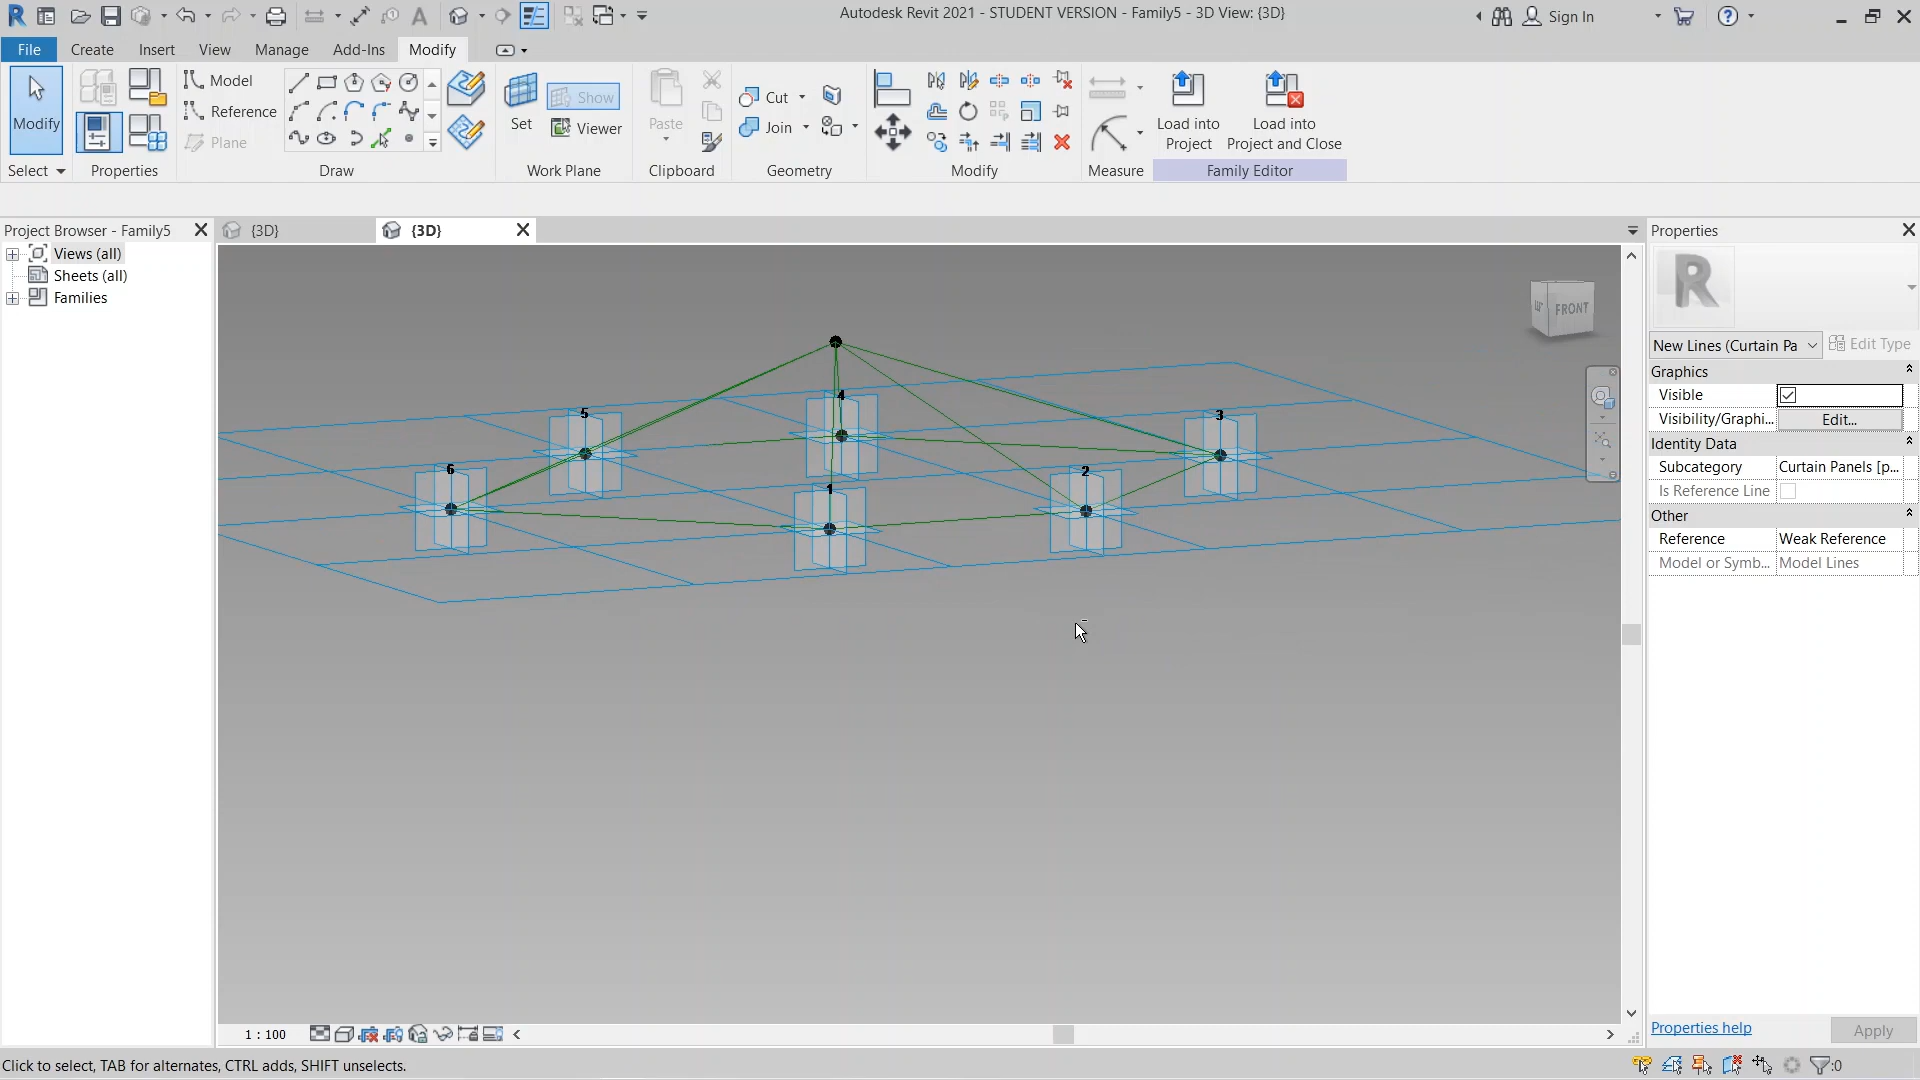 Autodesk Revit 2021 - STUDENT VERSION - Family5 - 3D View: {3D}
Sign In
File Create Insert View Manage Add-Ins Modify
Modify
Model
Reference
Plane
Set
Show
Viewer
Paste
Cut
Join
Load into Project
Load into Project and Close
Select Properties Draw Work Plane Clipboard Geometry Modify Measure Family Editor
Project Browser - Family5
Views (all)
Sheets (all)
Families
{3D}
{3D}
FRONT
5
4
3
6
2
1
Properties
R
New Lines (Curtain Pa
Edit Type
Graphics
Visible
Visibility/Graphi... Edit...
Identity Data
Subcategory Curtain Panels [p...
Is Reference Line
Other
Reference Weak Reference
Model or Symb... Model Lines
Properties help
Apply
1 : 100
Click to select, TAB for alternates, CTRL adds, SHIFT unselects.
:0